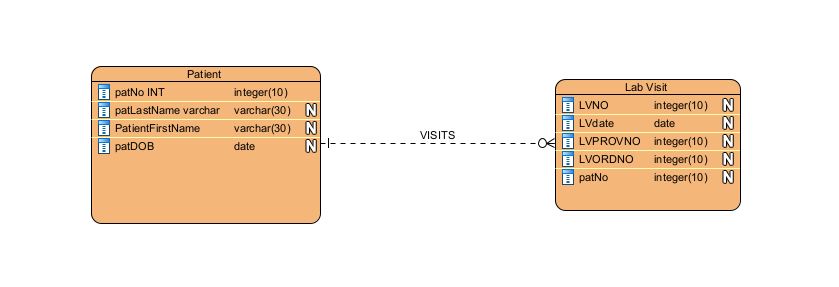 Patient
patNo INT integer(10)
patLastName varchar varchar(30) N
PatientFirstName varchar(30) N
patDOB date N
VISITS
Lab Visit
LVNO integer(10) N
LVdate date N
LVPROVNO integer(10) N
LVORDNO integer(10) N
patNo integer(10) N